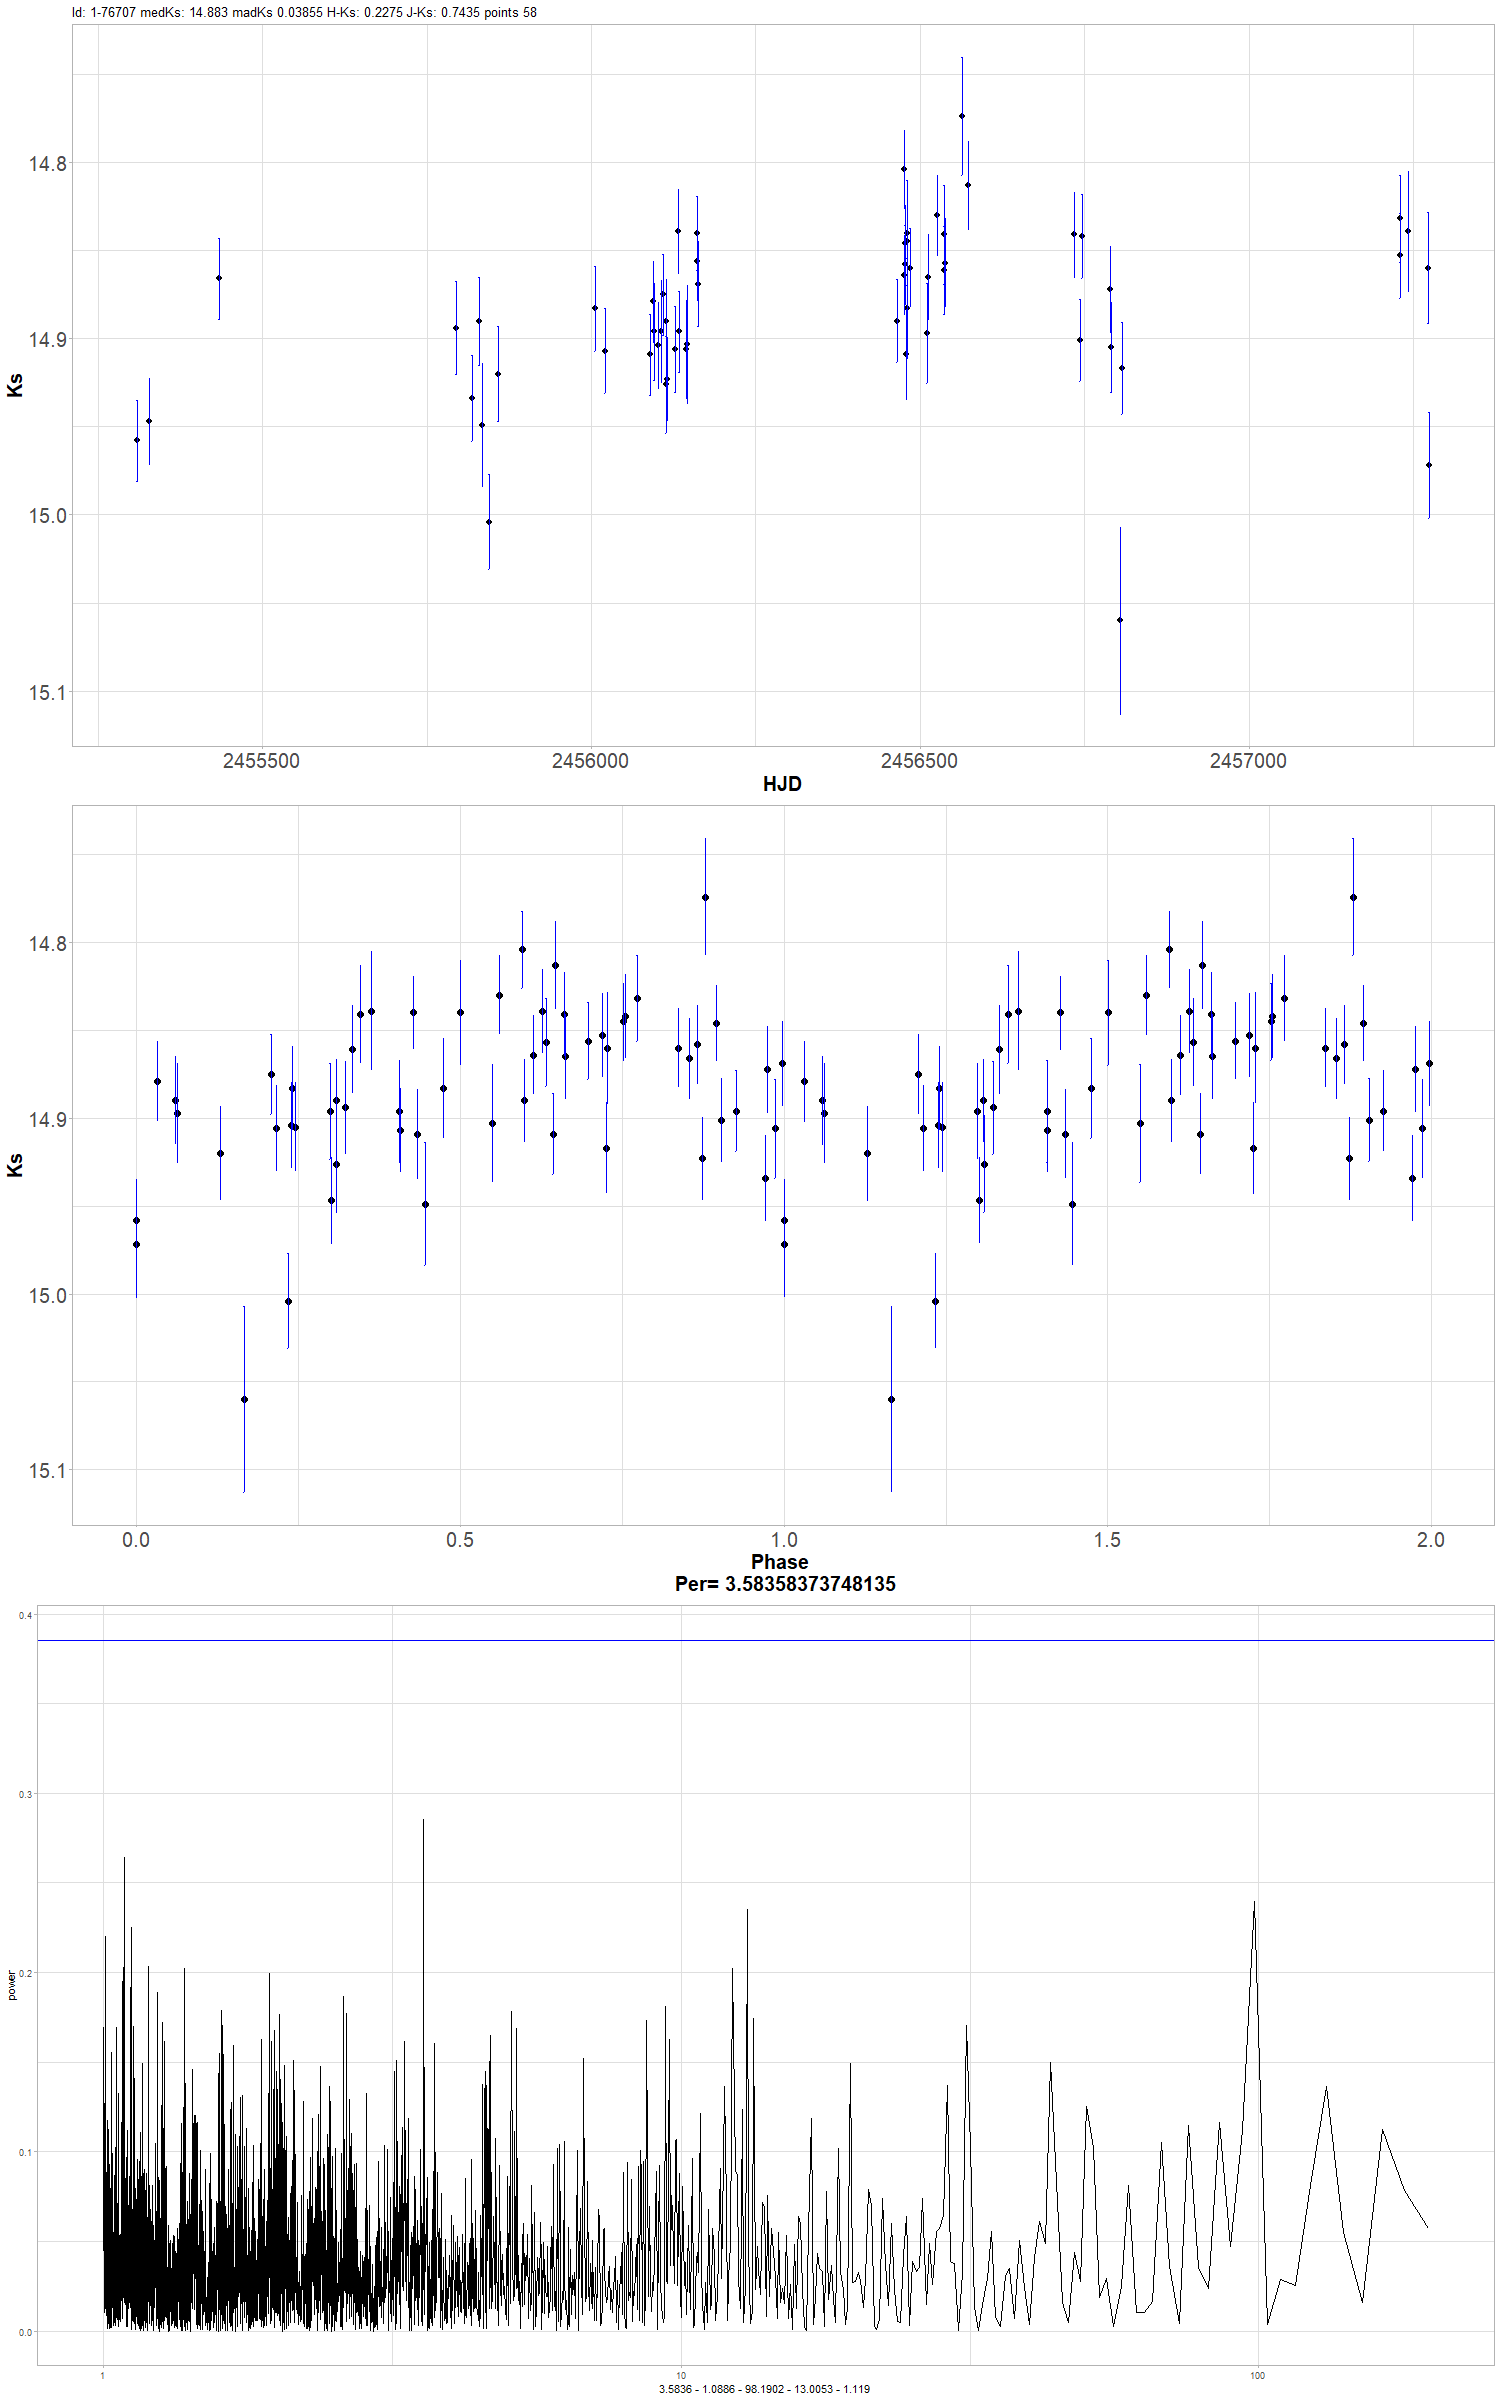 Id: 1-76707 medKs: 14.883 madKs 0.03855 H-Ks: 0.2275 J-Ks: 0.7435 points 58
14.8
14.9
15.0
15.1
Ks
2455500 2456000 2456500 2457000
HJD
14.8
14.9
15.0
15.1
Ks
0.0 0.5 1.0 1.5 2.0
Phase
Per= 3.58358373748135
0.4
0.3
0.2
0.1
0.0
power
1 10 100
3.5836 - 1.0886 - 98.1902 - 13.0053 - 1.119